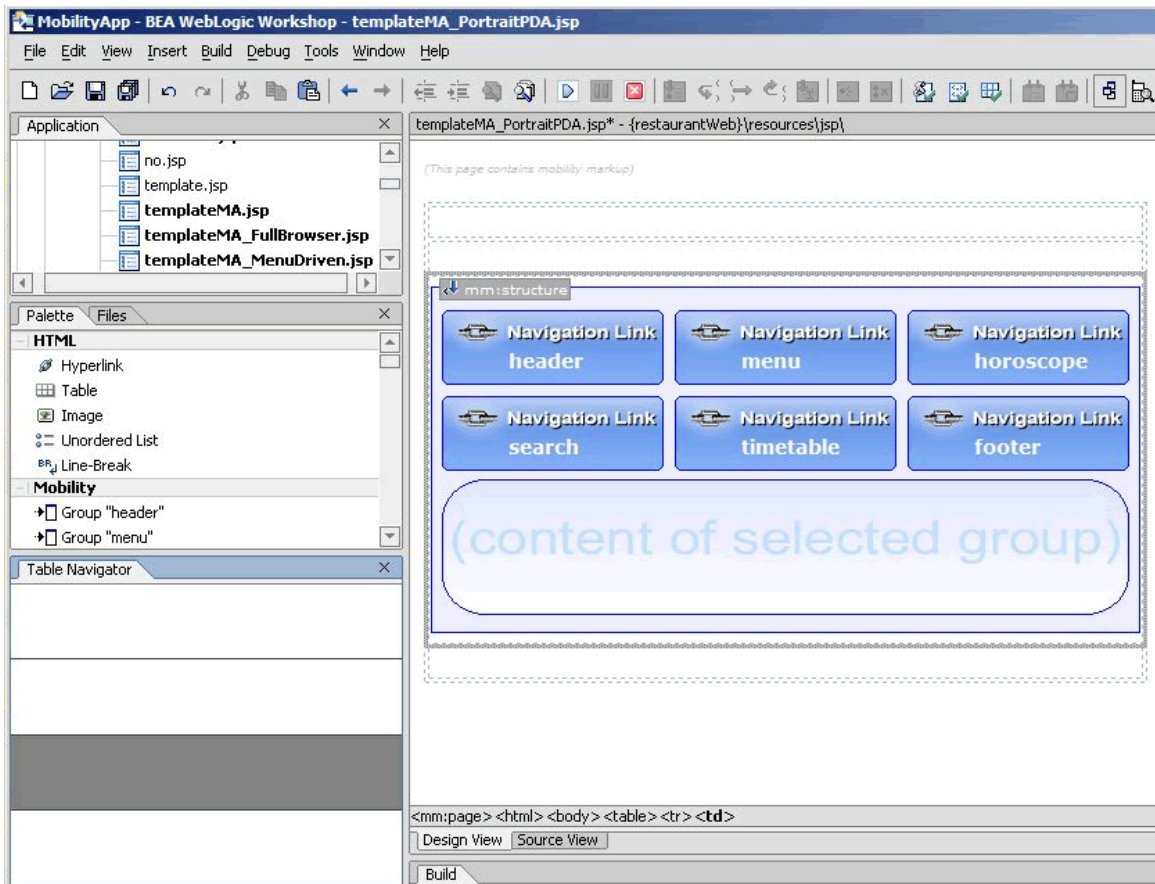 MobilityApp - BEA WebLogic Workshop - templateMA_PortraitPDA.jsp
File Edit View Insert Build Debug Tools Window Help
Application
templateMA_PortraitPDA.jsp* - {restaurantWeb}\resources\jsp\
no.jsp
template.jsp
templateMA.jsp
templateMA_FullBrowser.jsp
templateMA_MenuDriven.jsp
Palette Files
HTML
Hyperlink
Table
Image
Unordered List
BR Line-Break
Mobility
Group "header"
Group "menu"
Table Navigator
(This page contains mobility markup)
mm:structure
Navigation Link Navigation Link Navigation Link
header menu horoscope
Navigation Link Navigation Link Navigation Link
search timetable footer
(content of selected group)
<mm:page> <html> <body> <table> <tr> <td>
Design View Source View
Build